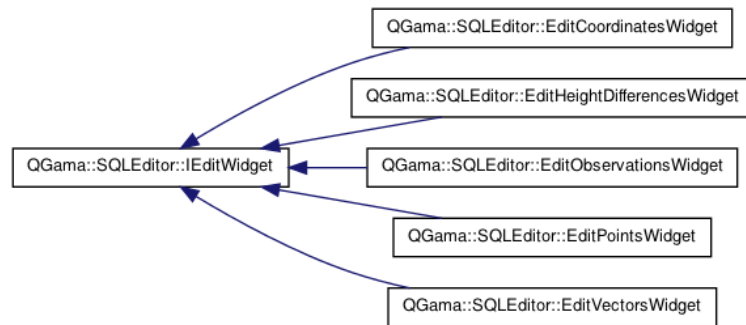 QGama::SQLEditor::EditCoordinatesWidget
QGama::SQLEditor::EditHeightDifferencesWidget
QGama::SQLEditor::IEditWidget
QGama::SQLEditor::EditObservationsWidget
QGama::SQLEditor::EditPointsWidget
QGama::SQLEditor::EditVectorsWidget